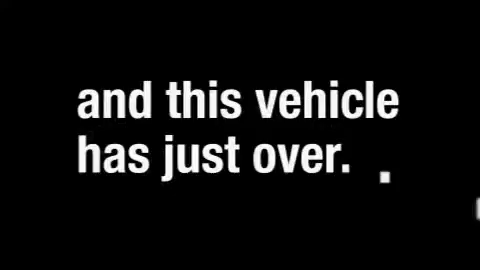 and this vehicle
has just over. .